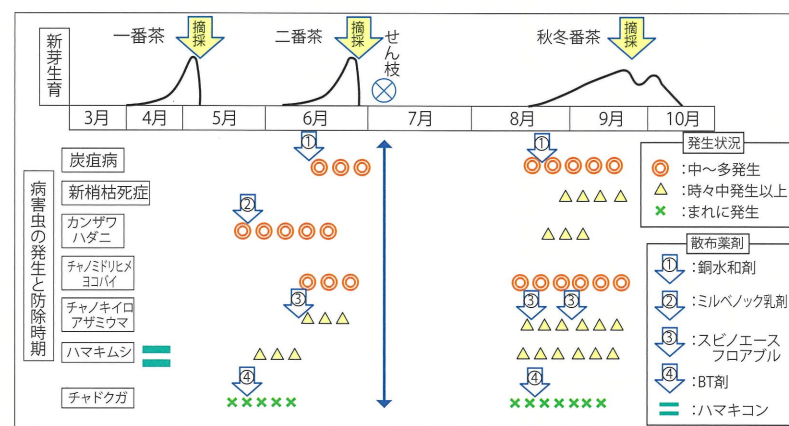 一番茶
摘採
二番茶
摘採
せん枝
秋冬番茶
摘採
新芽生育
3月
4月
5月
6月
7月
8月
9月
10月
病害虫の発生と防除時期
炭疽病
①
①
新梢枯死症
カンザワ
ハダニ
②
チャノミドリヒメ
ヨコバイ
チャノキイロ
アザミウマ
③
③
③
ハマキムシ
チャドクガ
④
④
発生状況
:中～多発生
:時々中発生以上
:まれに発生
散布薬剤
①:銅水和剤
②:ミルベノック乳剤
③:スピノエース
フロアブル
④:BT剤
:ハマキコン